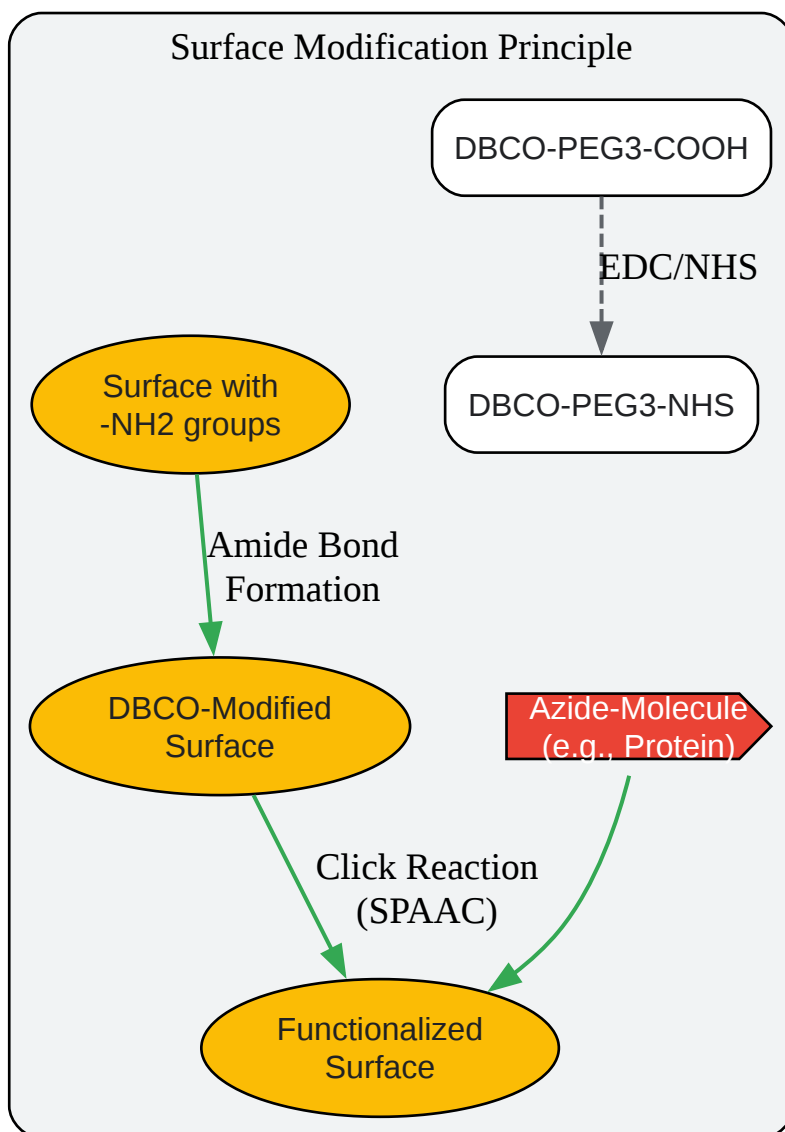 Surface Modification Principle
DBCO-PEG3-COOH
EDC/NHS
Surface with
-NH2 groups
DBCO-PEG3-NHS
Amide Bond
Formation
DBCO-Modified
Surface
Azide-Molecule
(e.g., Protein)
Click Reaction
(SPAAC)
Functionalized
Surface